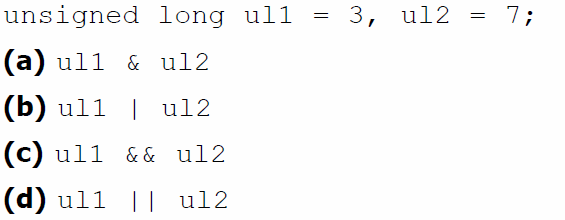 unsigned long ul1 = 3, ul2 = 7;
(a) ul1 & ul2
(b) ul1 | ul2
(c) ul1 && ul2
(d) ul1 || ul2